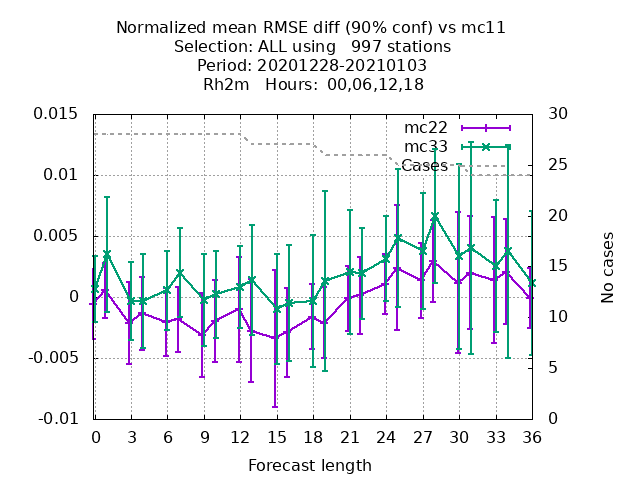 Normalized mean RMSE diff (90% conf) vs mc11
Selection: ALL using   997 stations
Period: 20201228-20210103
Rh2m   Hours:  00,06,12,18
mc22
mc33
Cases
0.015
0.01
0.005
0
-0.005
-0.01
30
25
20
15
10
5
0
No cases
0 3 6 9 12 15 18 21 24 27 30 33 36
Forecast length